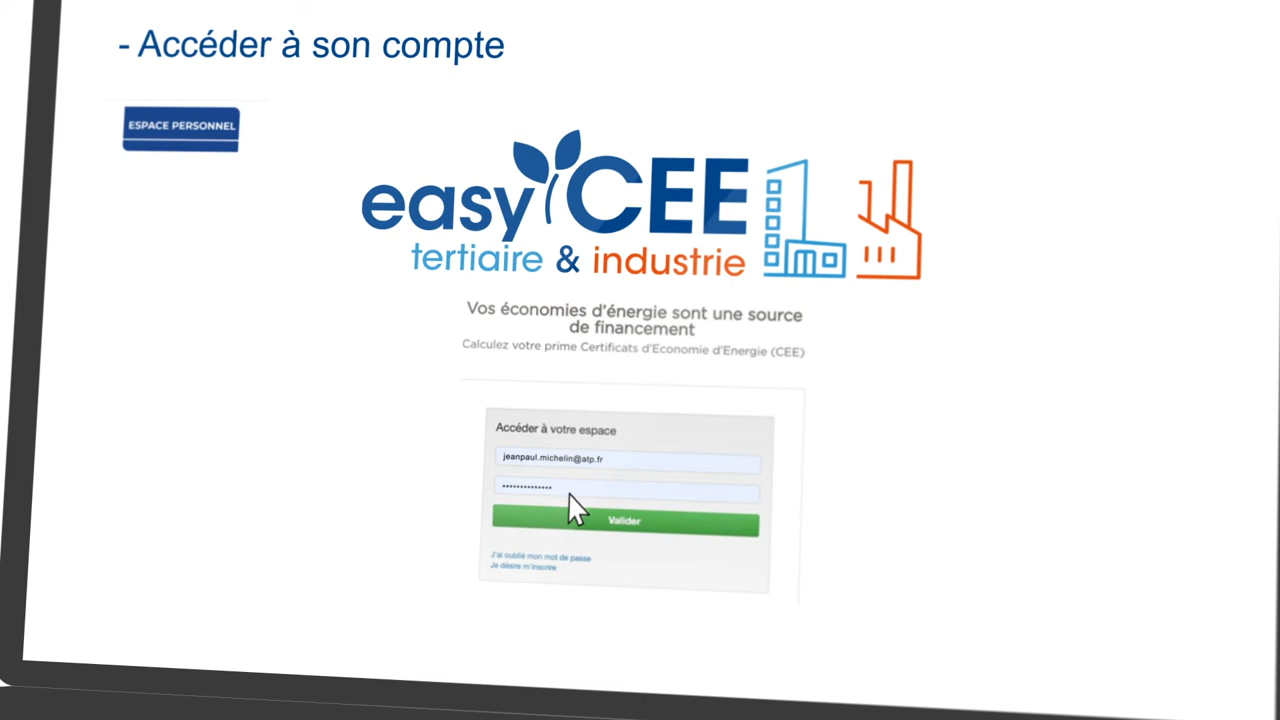 - Accéder à son compte
ESPACE PERSONNEL
easy CEE
tertiaire & industrie
Vos économies d'énergie sont une source
de financement
Calculez votre prime Certificats d'Economie d'Energie (CEE)
Accéder à votre espace
jeanpaul.michelin@atp.fr
••••••••••••••
Valider
J'ai oublié mon mot de passe
Je désire m'inscrire